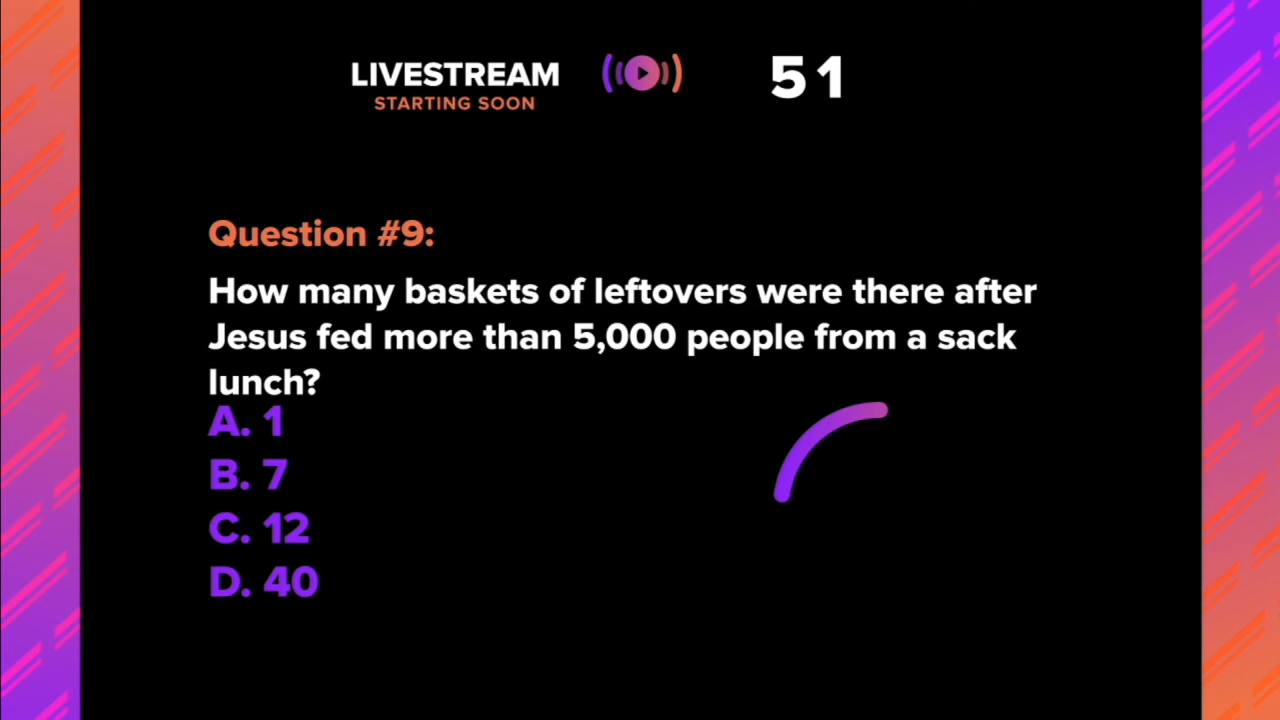 LIVESTREAM
STARTING SOON
51
Question #9:
How many baskets of leftovers were there after
Jesus fed more than 5,000 people from a sack
lunch?
A. 1
B. 7
C. 12
D. 40